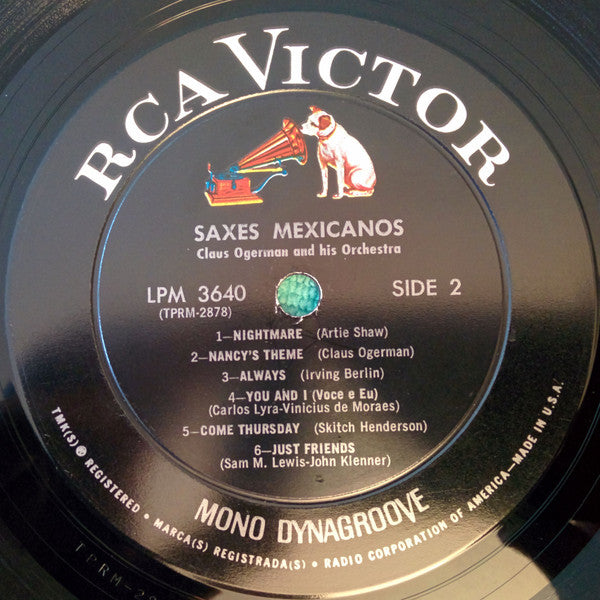 RCA VICTOR
SAXES MEXICANOS
Claus Ogerman and his Orchestra
LPM 3640
(TPRM-2878)
SIDE 2
1—NIGHTMARE (Artie Shaw)
2—NANCY'S THEME (Claus Ogerman)
3—ALWAYS (Irving Berlin)
4—YOU AND I (Voce e Eu)
(Carlos Lyra-Vinicius de Moraes)
5—COME THURSDAY (Skitch Henderson)
6—JUST FRIENDS
(Sam M. Lewis-John Klenner)
MONO DYNAGROOVE
TMK(S) ® REGISTERED • MARCA(S) REGISTRADA(S) • RADIO CORPORATION OF AMERICA—MADE IN U.S.A.